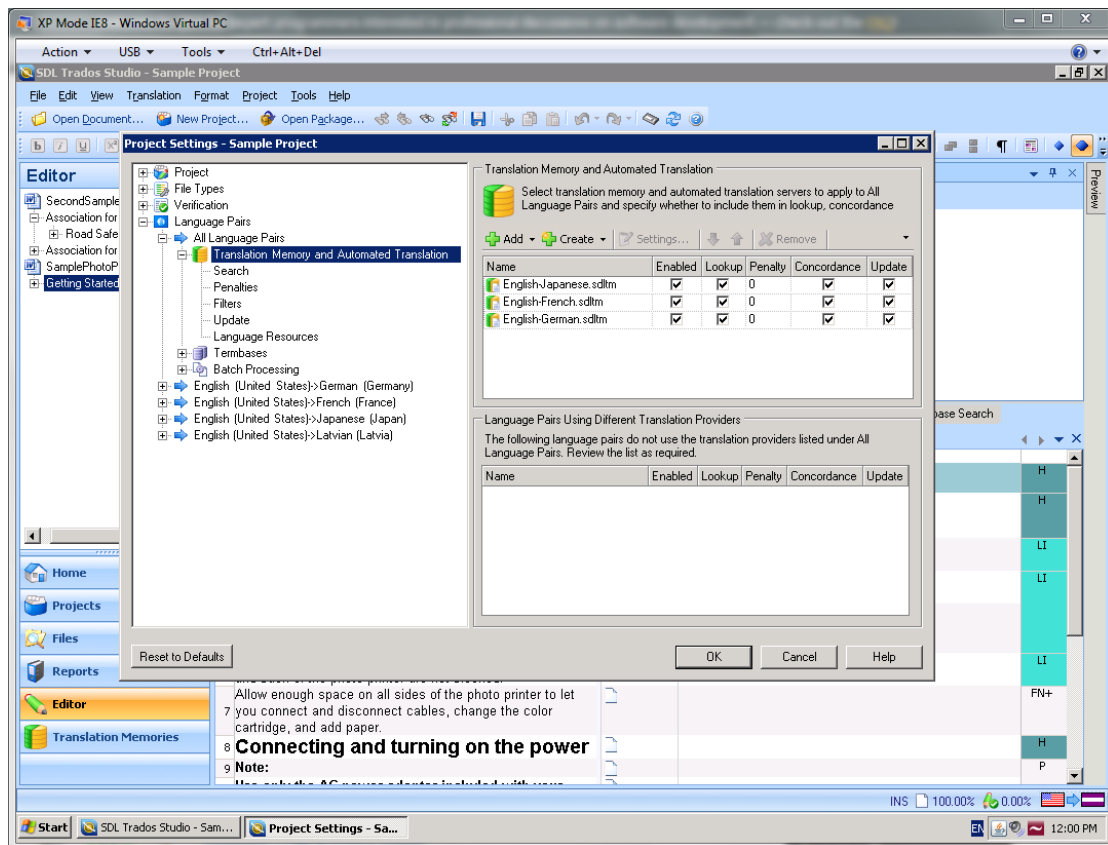 XP Mode IE8 - Windows Virtual PC
Action USB Tools Ctrl+Alt+Del
SDL Trados Studio - Sample Project
File Edit View Translation Format Project Tools Help
Open Document... New Project... Open Package...
Project Settings - Sample Project
Editor
SecondSample
Association for
Road Safe
Association for
SamplePhotoP
Getting Started
Project
File Types
Verification
Language Pairs
All Language Pairs
Translation Memory and Automated Translation
Search
Penalties
Filters
Update
Language Resources
Termbases
Batch Processing
English (United States)->German (Germany)
English (United States)->French (France)
English (United States)->Japanese (Japan)
English (United States)->Latvian (Latvia)
Translation Memory and Automated Translation
Select translation memory and automated translation servers to apply to All
Language Pairs and specify whether to include them in lookup, concordance
Add Create Settings... Remove
Name Enabled Lookup Penalty Concordance Update
English-Japanese.sdltm 0
English-French.sdltm 0
English-German.sdltm 0
Language Pairs Using Different Translation Providers
The following language pairs do not use the translation providers listed under All
Language Pairs. Review the list as required.
Name Enabled Lookup Penalty Concordance Update
Reset to Defaults OK Cancel Help
Preview
base Search
H
H
LI
LI
LI
Home
Projects
Files
Reports
Editor
Translation Memories
Allow enough space on all sides of the photo printer to let
7 you connect and disconnect cables, change the color
cartridge, and add paper.
FN+
8 Connecting and turning on the power H
9 Note: P
INS 100.00% 0.00%
Start SDL Trados Studio - Sam... Project Settings - Sa... EN 12:00 PM